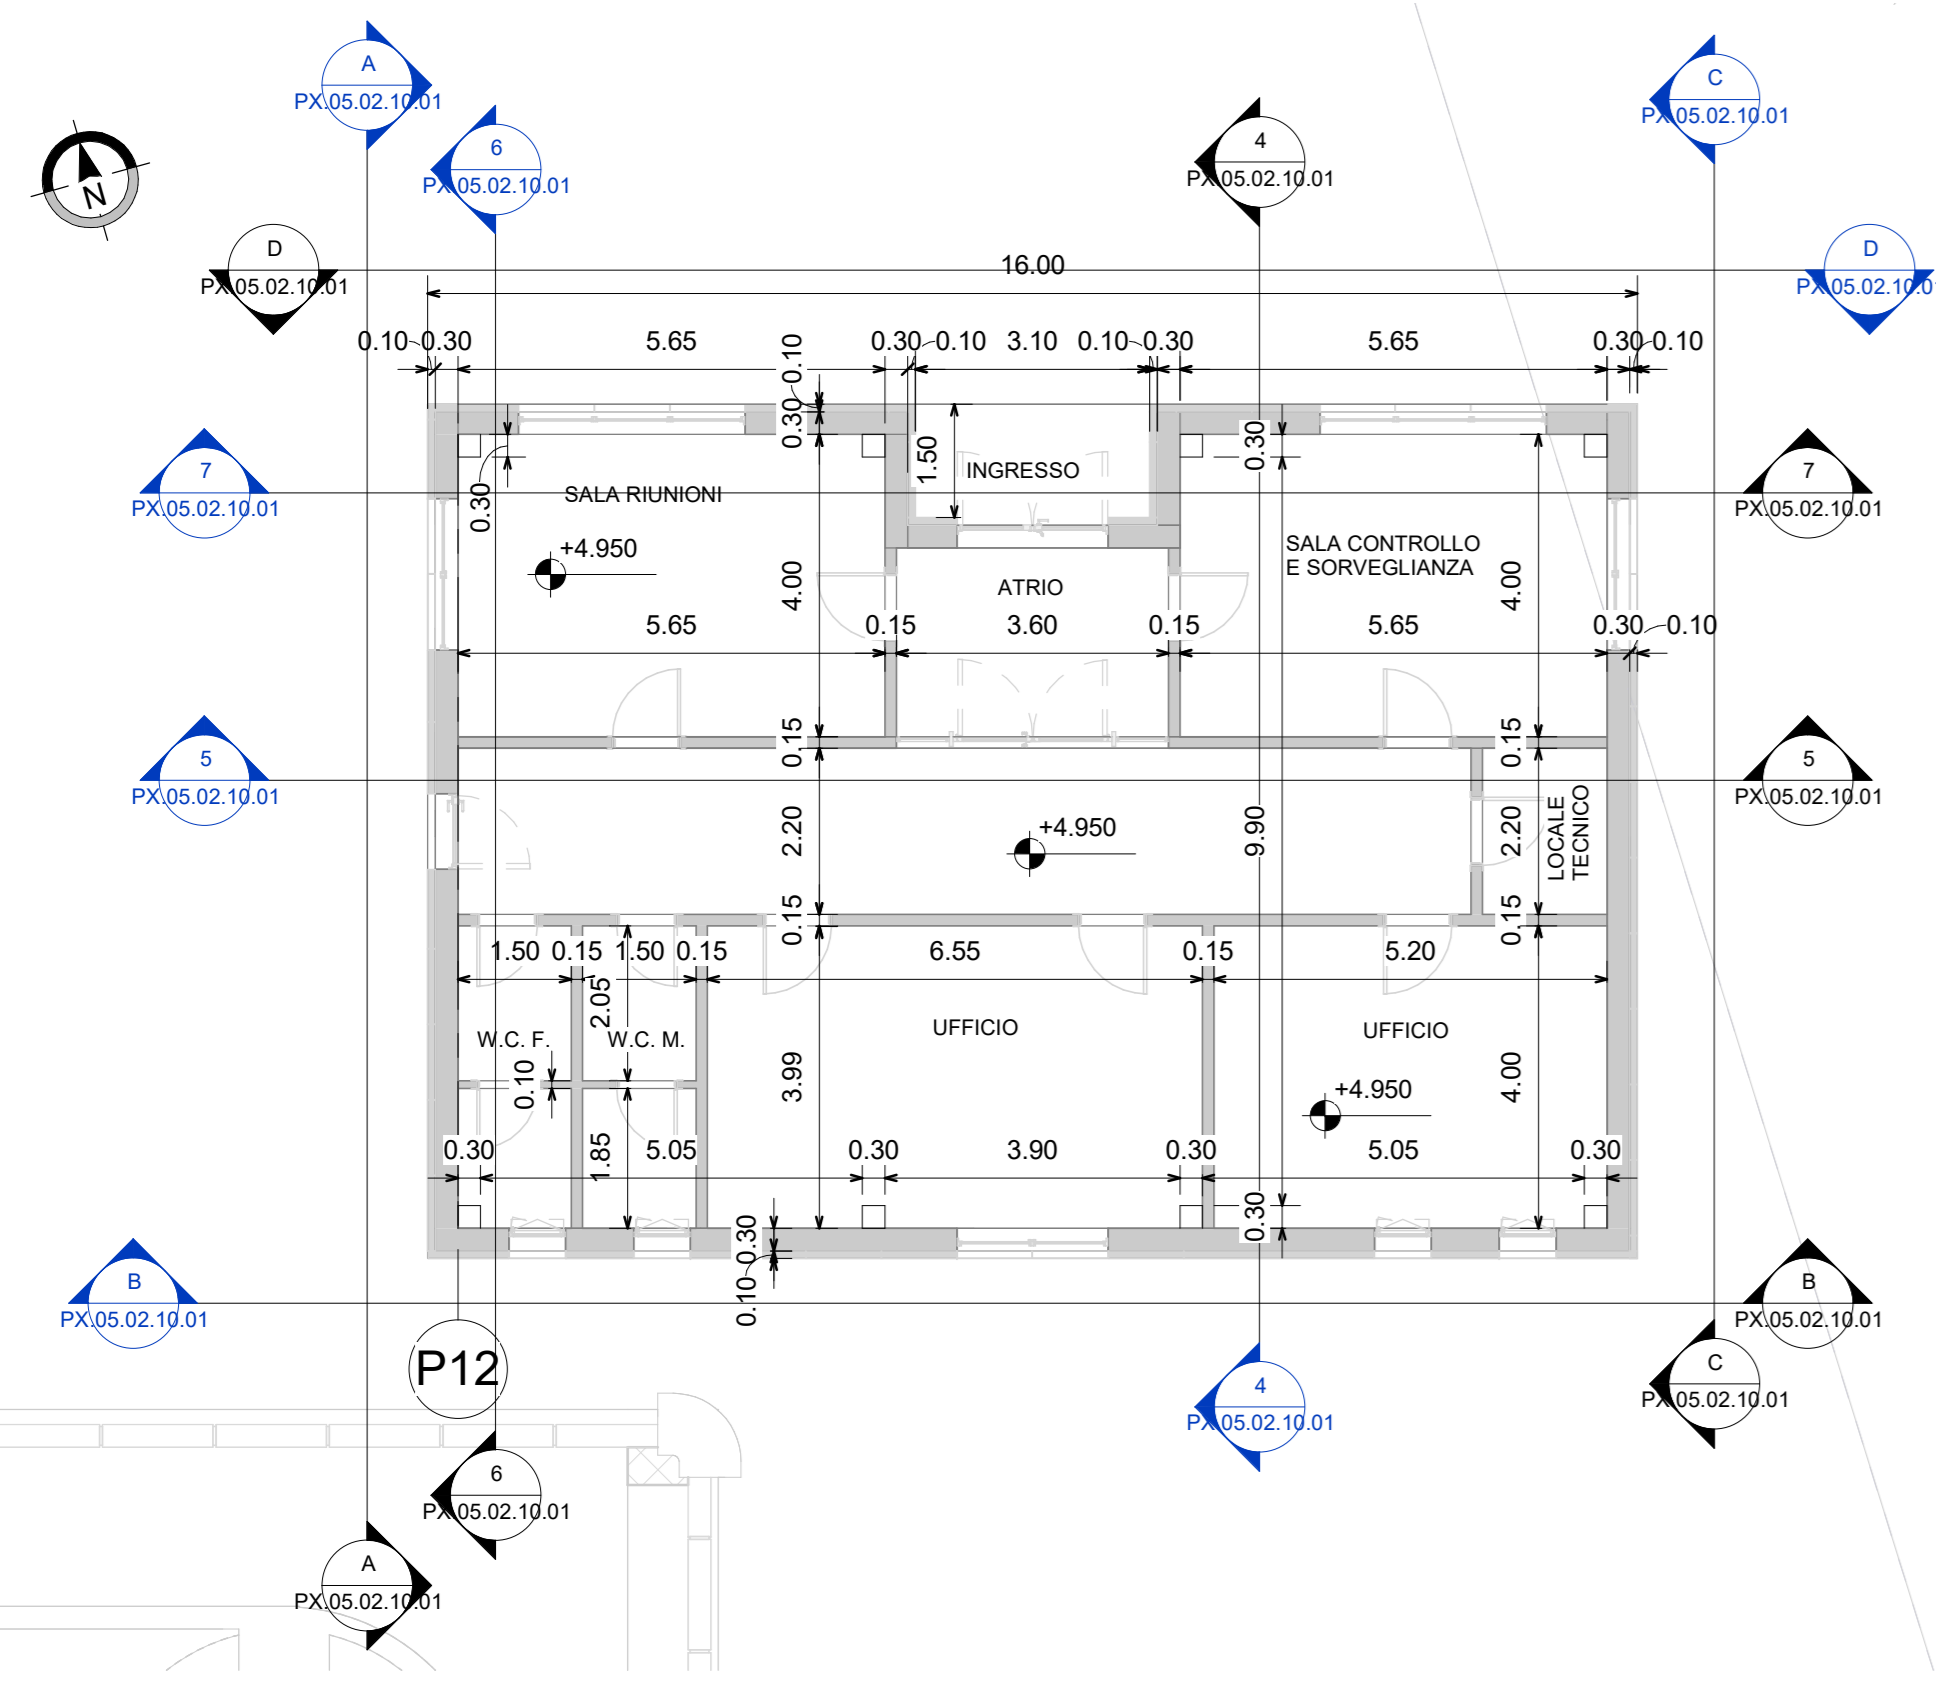 A
PX.05.02.10.01
C
PX.05.02.10.01
6
PX.05.02.10.01
4
PX.05.02.10.01
N
D
PX.05.02.10.01
D
PX.05.02.10.01
16.00
0.10
0.30
5.65
0.10
0.30
0.30
0.10
3.10
0.10
0.30
5.65
0.30
0.10
7
PX.05.02.10.01
0.30
SALA RIUNIONI
+4.950
1.50
INGRESSO
0.30
7
PX.05.02.10.01
SALA CONTROLLO
E SORVEGLIANZA
4.00
ATRIO
4.00
5.65
0.15
3.60
0.15
5.65
0.30
0.10
5
PX.05.02.10.01
0.15
0.15
5
PX.05.02.10.01
2.20
+4.950
9.90
2.20
LOCALE
TECNICO
0.15
0.15
1.50
0.15
1.50
0.15
6.55
0.15
5.20
2.05
W.C. F.
W.C. M.
UFFICIO
UFFICIO
0.10
3.99
+4.950
4.00
0.30
1.85
5.05
0.30
3.90
0.30
5.05
0.30
0.30
0.10
0.30
B
PX.05.02.10.01
B
PX.05.02.10.01
P12
4
PX.05.02.10.01
C
PX.05.02.10.01
6
PX.05.02.10.01
A
PX.05.02.10.01